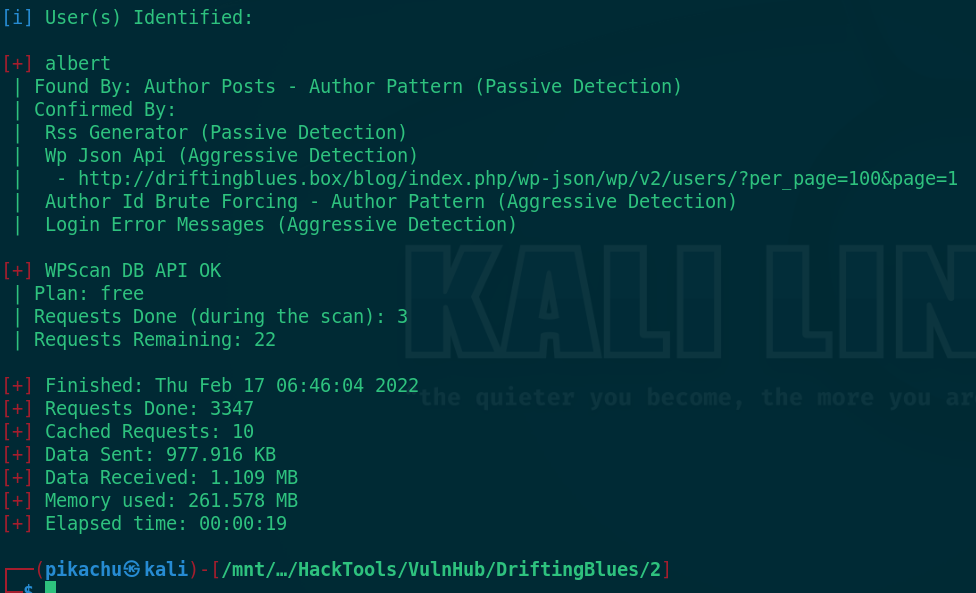 [i] User(s) Identified:
[+] albert
| Found By: Author Posts - Author Pattern (Passive Detection)
| Confirmed By:
|  Rss Generator (Passive Detection)
|  Wp Json Api (Aggressive Detection)
|   - http://driftingblues.box/blog/index.php/wp-json/wp/v2/users/?per_page=100&page=1
|  Author Id Brute Forcing - Author Pattern (Aggressive Detection)
|  Login Error Messages (Aggressive Detection)
KALI LIN
[+] WPScan DB API OK
| Plan: free
| Requests Done (during the scan): 3
| Requests Remaining: 22
[+] Finished: Thu Feb 17 06:46:04 2022
the quieter you become, the more you ar
[+] Requests Done: 3347
[+] Cached Requests: 10
[+] Data Sent: 977.916 KB
[+] Data Received: 1.109 MB
[+] Memory used: 261.578 MB
[+] Elapsed time: 00:00:19
┌──(pikachu㉿kali)-[/mnt/…/HackTools/VulnHub/DriftingBlues/2]
└─$